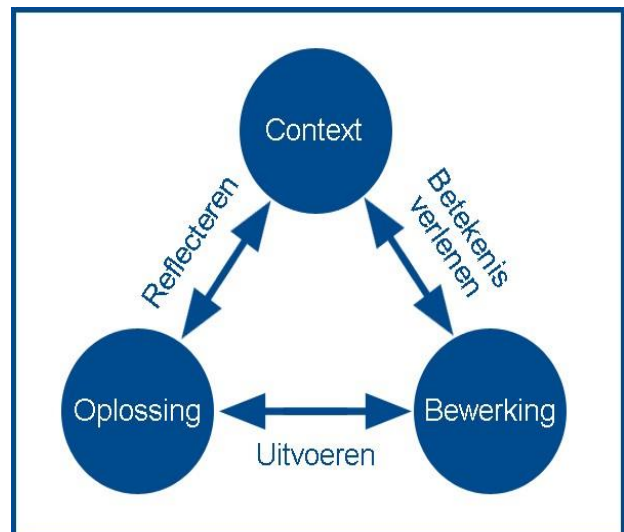 Context
Reflecteren
Betekenis
verlenen
Oplossing
Bewerking
Uitvoeren